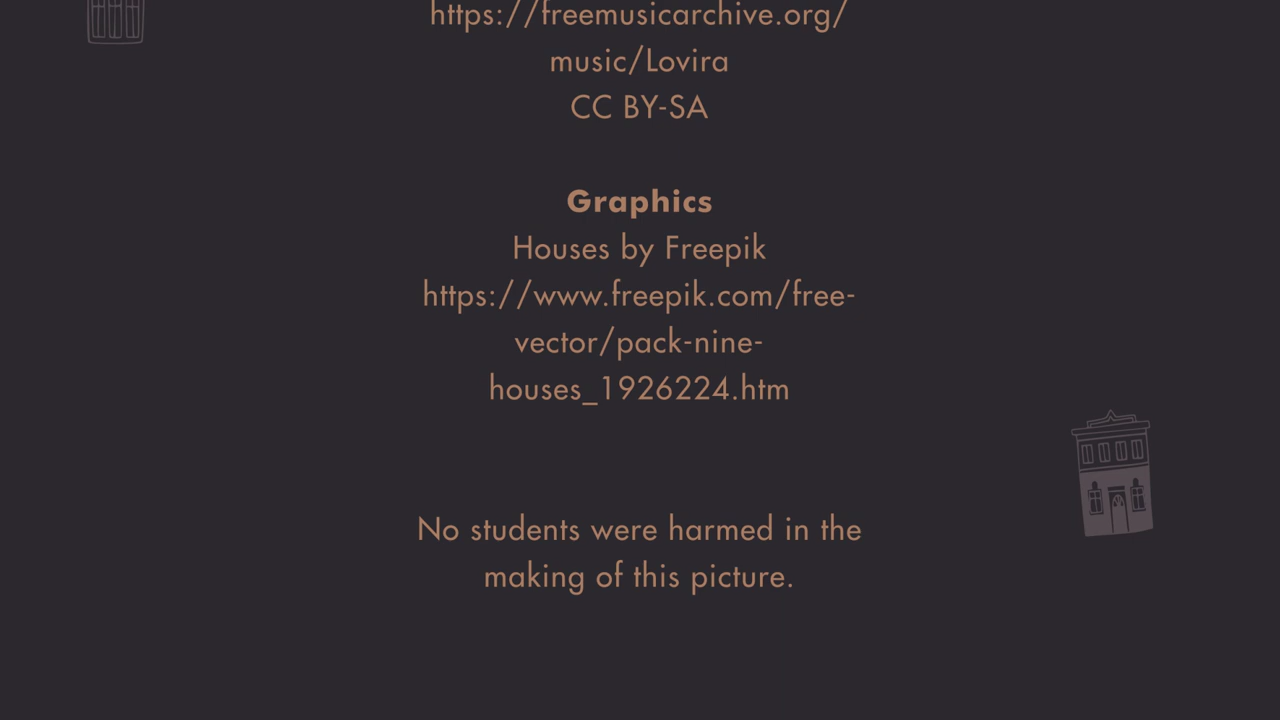 https://freemusicarchive.org/
music/Lovira
CC BY-SA
Graphics
Houses by Freepik
https://www.freepik.com/free-
vector/pack-nine-
houses_1926224.htm
No students were harmed in the
making of this picture.